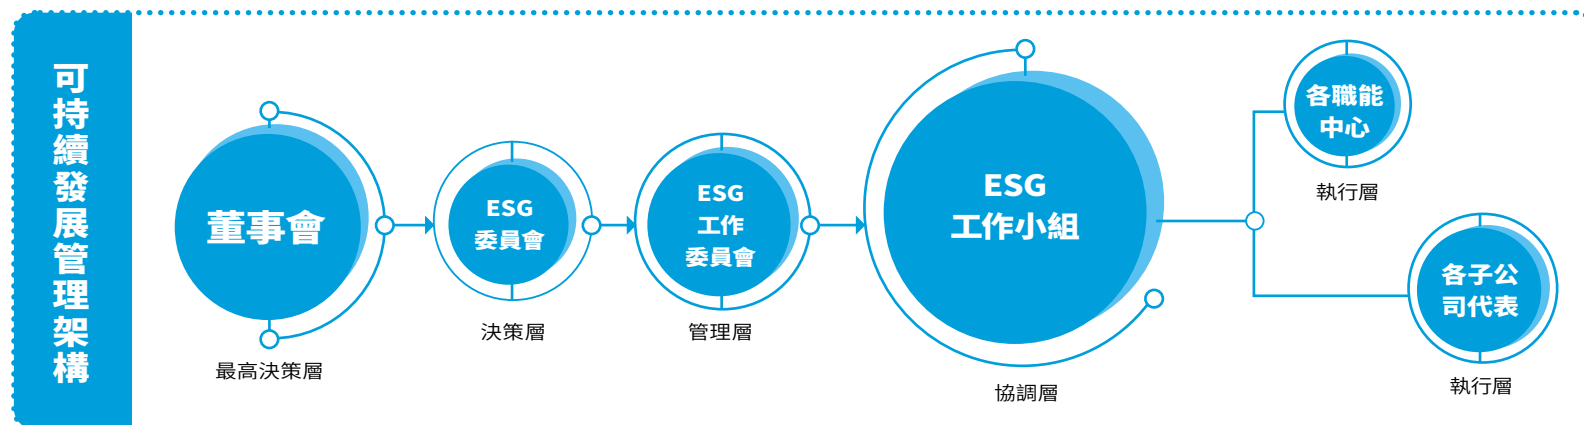 可持續發展管理架構
董事會
最高決策層
ESG
委員會
決策層
ESG
工作
委員會
管理層
ESG
工作小組
協調層
各職能
中心
執行層
各子公
司代表
執行層